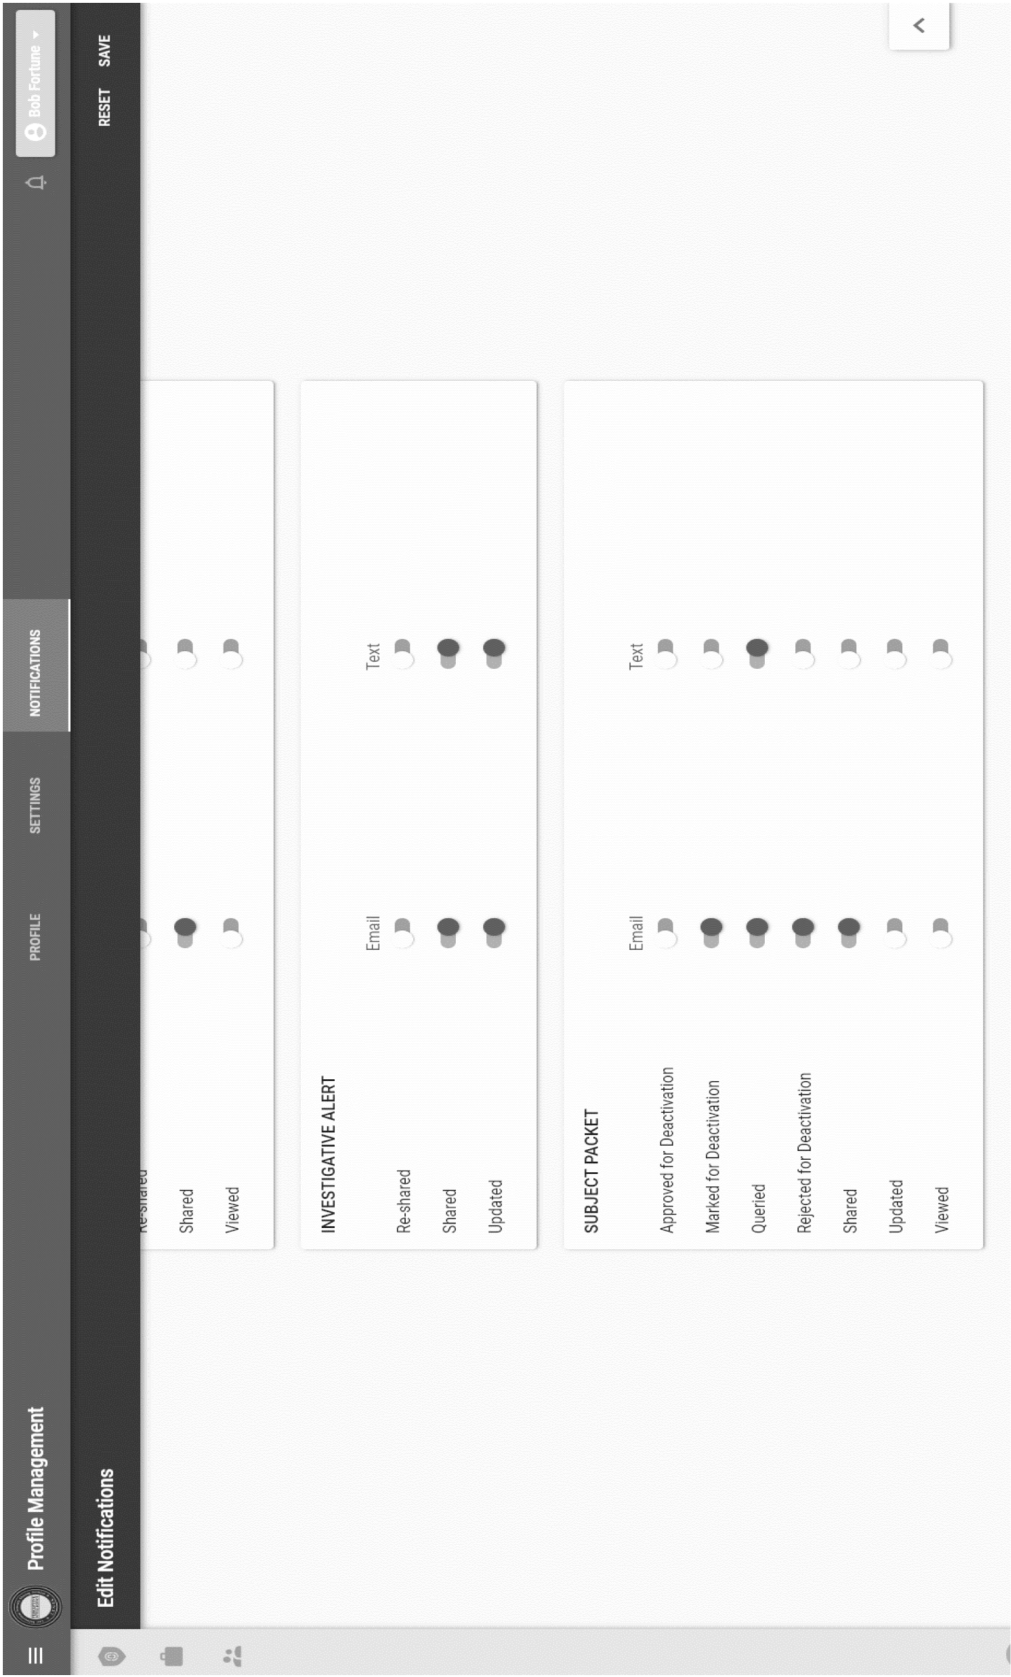 Profile Management
PROFILE
SETTINGS
NOTIFICATIONS
Bob Fortune
Edit Notifications
RESET
SAVE
Re-shared
Shared
Viewed
INVESTIGATIVE ALERT
Email
Text
Re-shared
Shared
Updated
SUBJECT PACKET
Email
Text
Approved for Deactivation
Marked for Deactivation
Queried
Rejected for Deactivation
Shared
Updated
Viewed